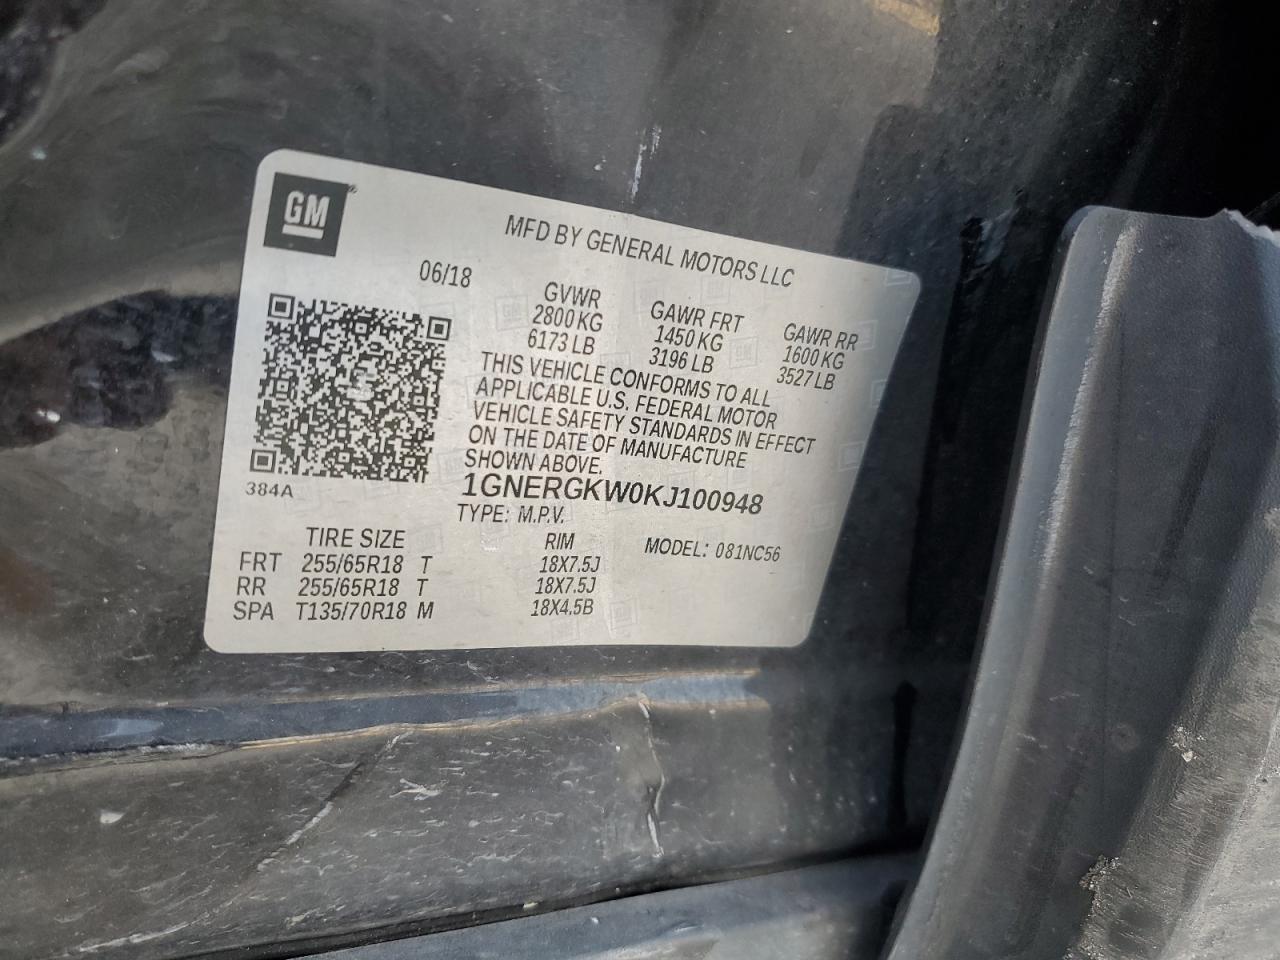 GM®
MFD BY GENERAL MOTORS LLC
06/18
GVWR GAWR FRT GAWR RR
2800 KG 1450 KG 1600 KG
6173 LB 3196 LB 3527 LB
THIS VEHICLE CONFORMS TO ALL
APPLICABLE U.S. FEDERAL MOTOR
VEHICLE SAFETY STANDARDS IN EFFECT
ON THE DATE OF MANUFACTURE
SHOWN ABOVE.
384A
1GNERGKW0KJ100948
TYPE: M.P.V.
MODEL: 081NC56
TIRE SIZE RIM
FRT 255/65R18 T 18X7.5J
RR 255/65R18 T 18X7.5J
SPA T135/70R18 M 18X4.5B